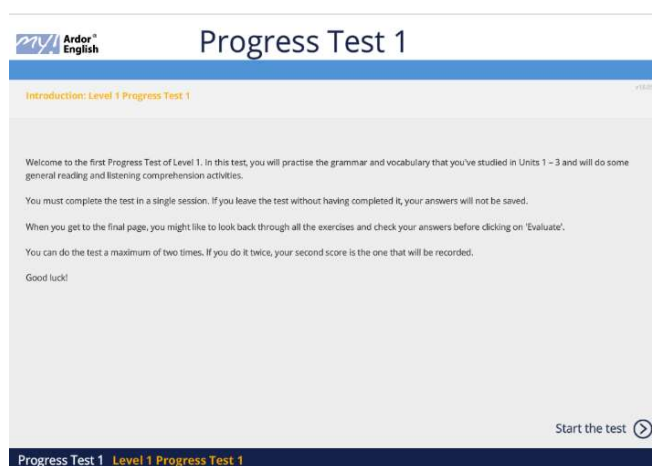 my! Ardor®
English
Progress Test 1
Introduction: Level 1 Progress Test 1
Welcome to the first Progress Test of Level 1. In this test, you will practise the grammar and vocabulary that you've studied in Units 1 – 3 and will do some
general reading and listening comprehension activities.
You must complete the test in a single session. If you leave the test without having completed it, your answers will not be saved.
When you get to the final page, you might like to look back through all the exercises and check your answers before clicking on 'Evaluate'.
You can do the test a maximum of two times. If you do it twice, your second score is the one that will be recorded.
Good luck!
Start the test
Progress Test 1 Level 1 Progress Test 1